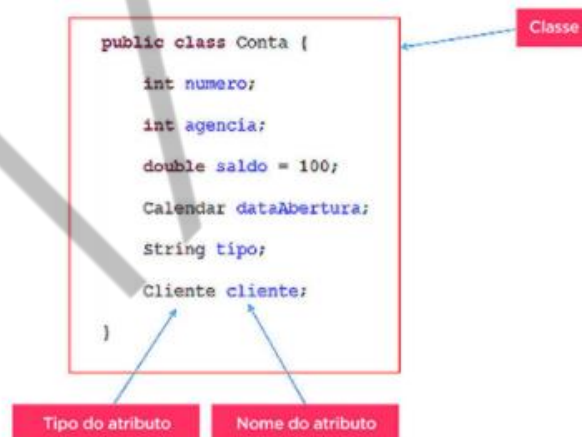 Classe
public class Conta {
int numero;
int agencia;
double saldo = 100;
Calendar dataAbertura;
String tipo;
Cliente cliente;
}
Tipo do atributo
Nome do atributo